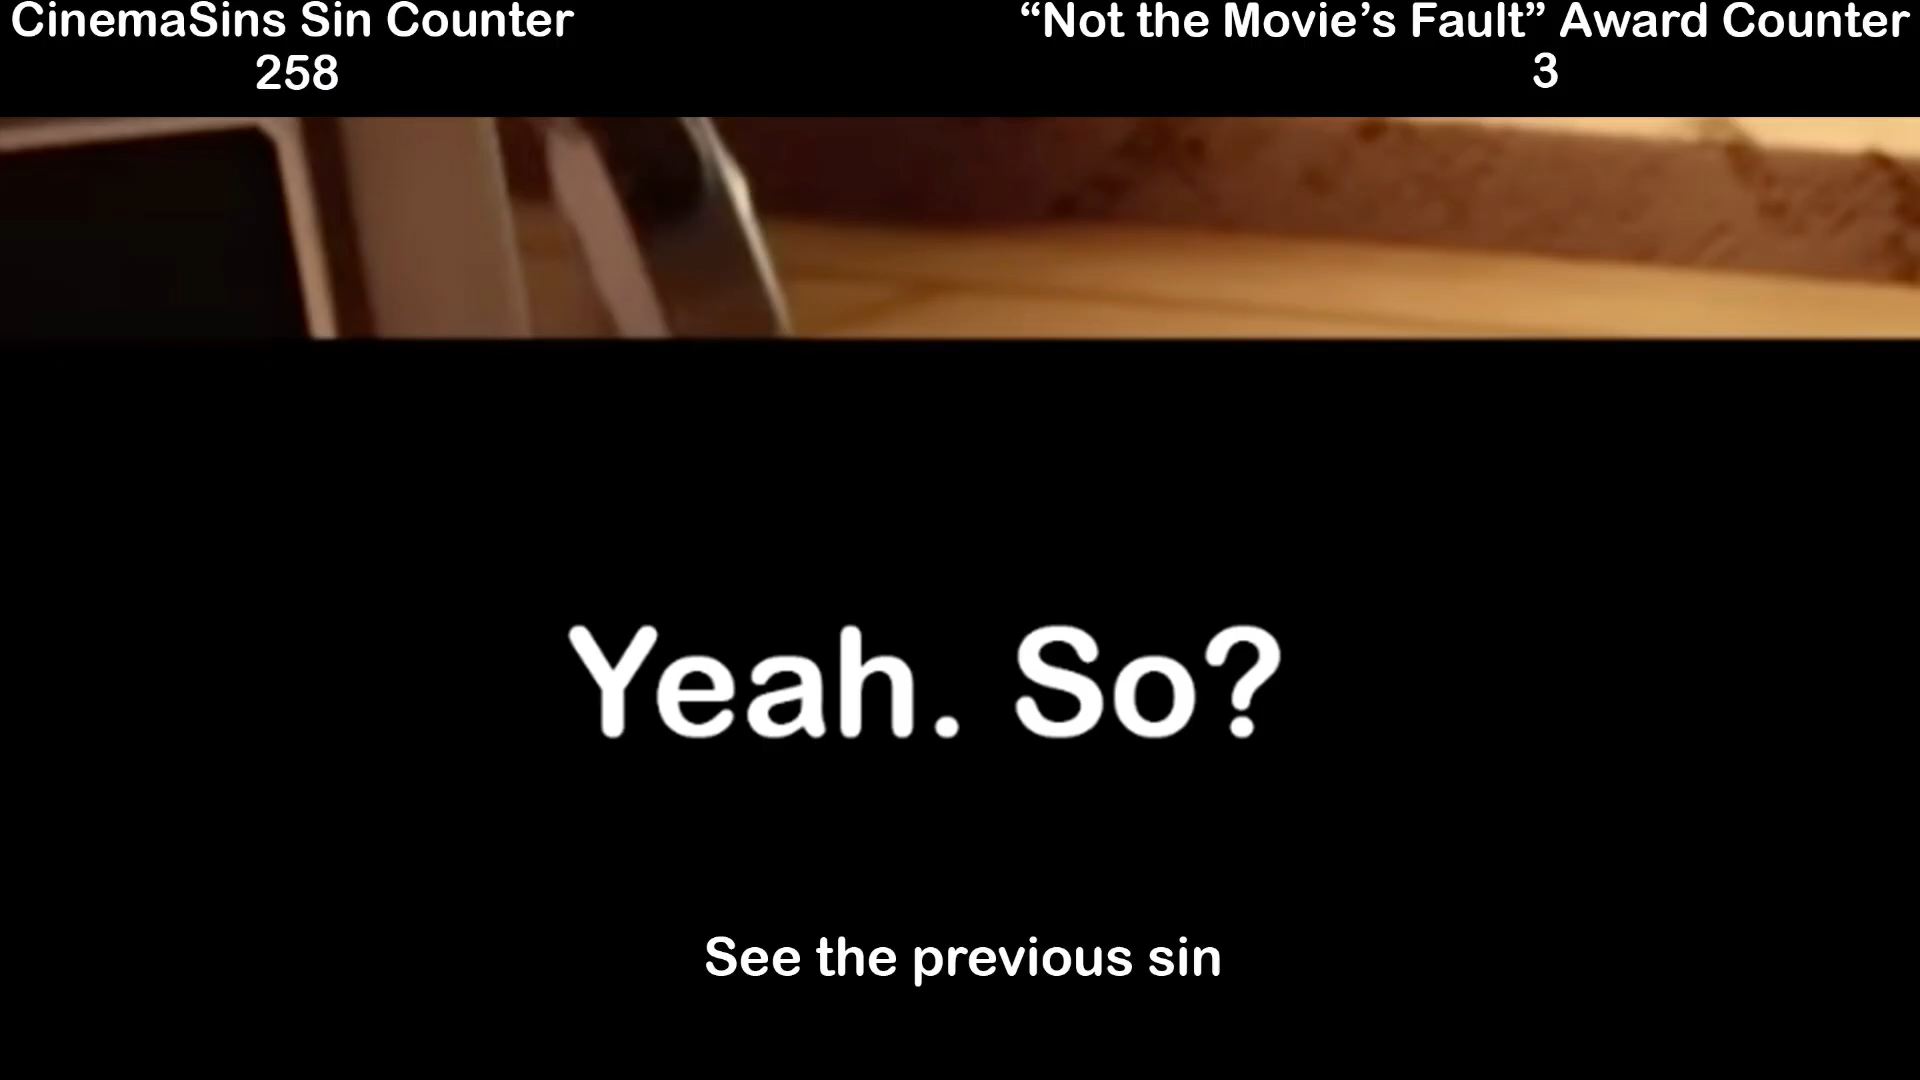 CinemaSins Sin Counter
258
“Not the Movie’s Fault” Award Counter
3
Yeah. So?
See the previous sin